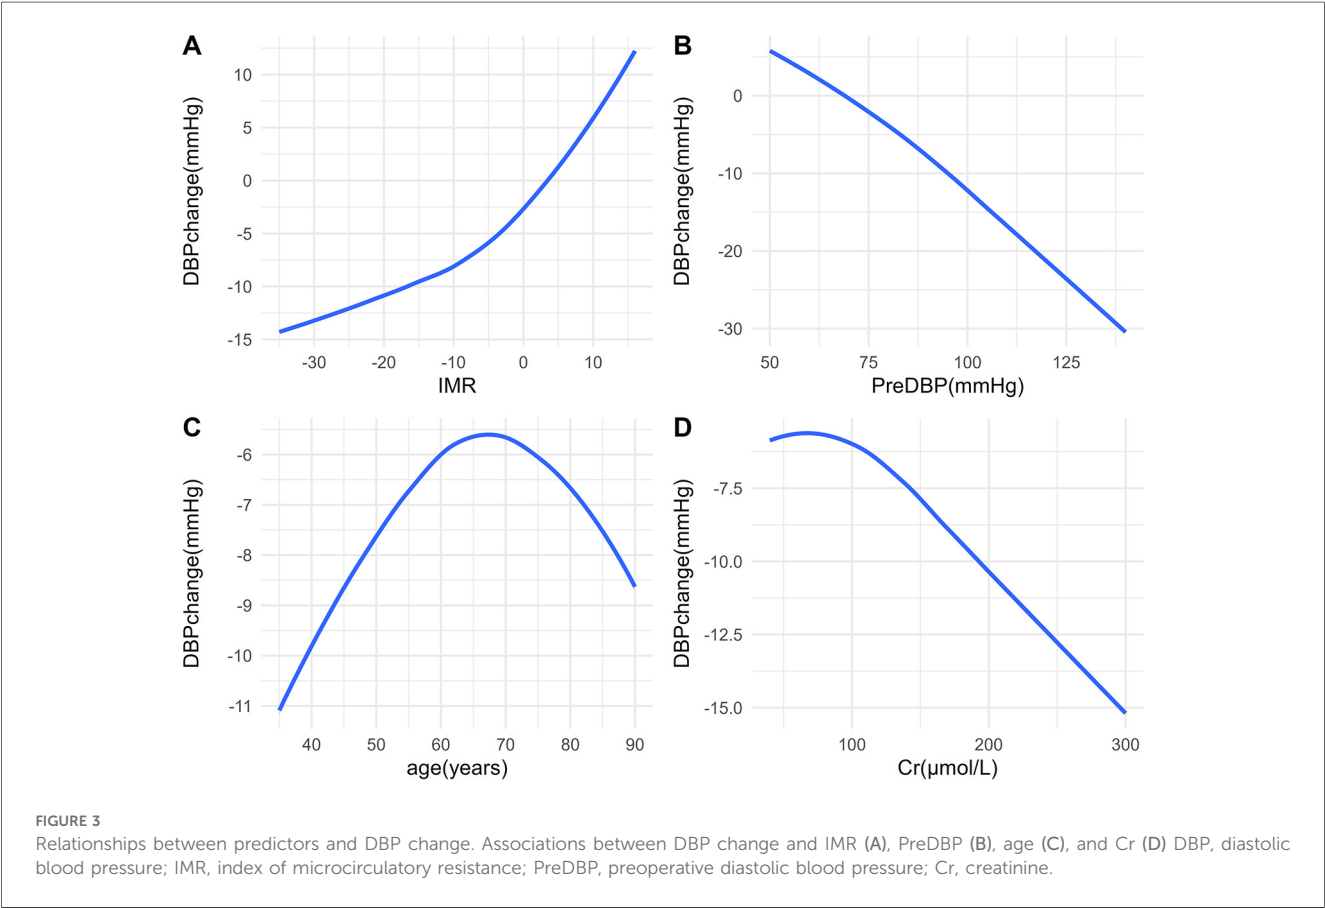 A
DBPchange(mmHg)
10
5
0
-5
-10
-15
-30 -20 -10 0 10
IMR
B
DBPchange(mmHg)
0
-10
-20
-30
50 75 100 125
PreDBP(mmHg)
C
DBPchange(mmHg)
-6
-7
-8
-9
-10
-11
40 50 60 70 80 90
age(years)
D
DBPchange(mmHg)
-7.5
-10.0
-12.5
-15.0
100 200 300
Cr(μmol/L)
FIGURE 3
Relationships between predictors and DBP change. Associations between DBP change and IMR (A), PreDBP (B), age (C), and Cr (D) DBP, diastolic
blood pressure; IMR, index of microcirculatory resistance; PreDBP, preoperative diastolic blood pressure; Cr, creatinine.